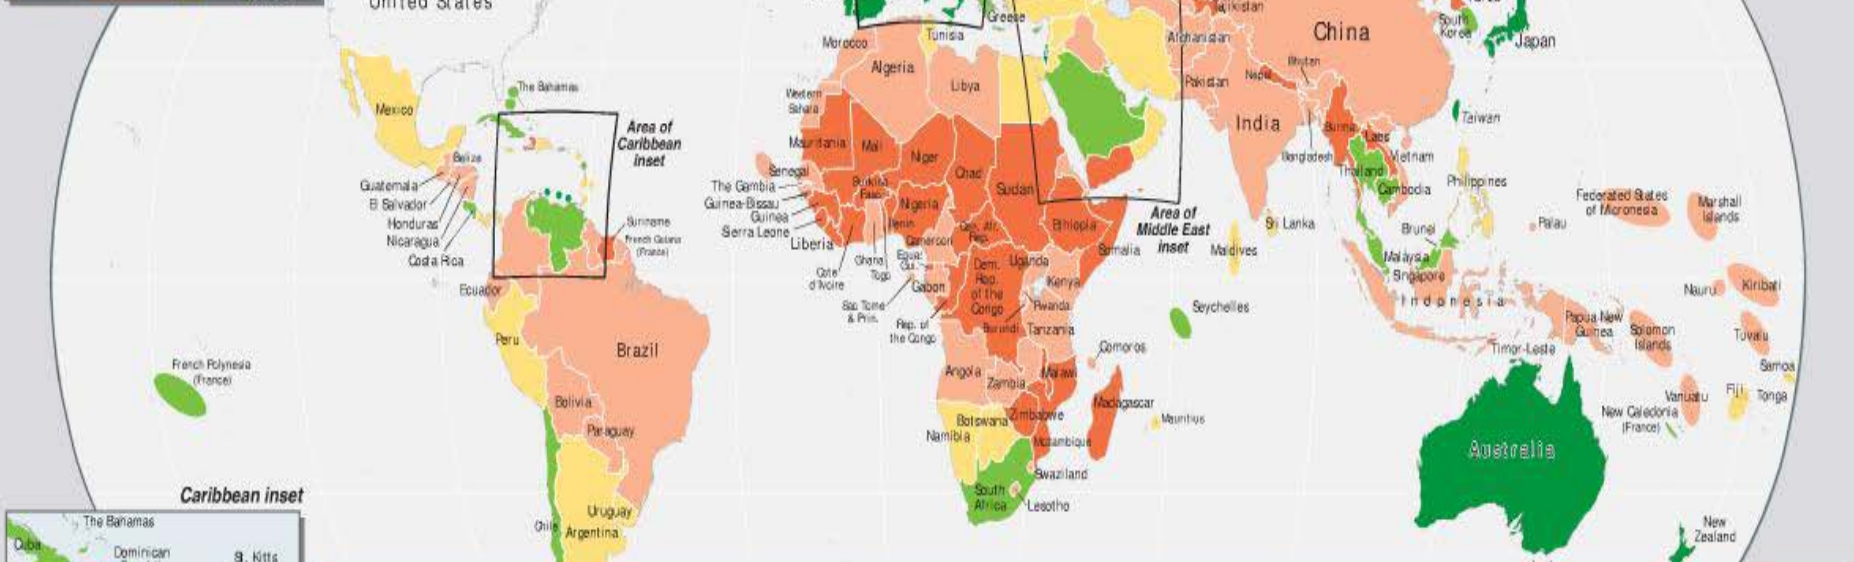 United States
Greece
Tunisia
Morocco
Algeria
Libya
Western
Sahara
Mauritania
Mali
Niger
Chad
Sudan
Senegal
The Gambia
Guinea-Bissau
Guinea
Sierra Leone
Liberia
Burkina
Faso
Nigeria
Benin
Cote
d'Ivoire
Ghana
Togo
Cameroon
Cen. Afr.
Rep.
Equa.
Gui.
Gabon
Sao Tome
& Prin.
Rep. of
the Congo
Dem.
Rep.
of the
Congo
Uganda
Ethiopia
Somalia
Kenya
Rwanda
Burundi
Tanzania
Comoros
Angola
Zambia
Malawi
Madagascar
Mauritius
Botswana
Zimbabwe
Namibia
Mozambique
Swaziland
South
Africa
Lesotho
Seychelles
Area of
Middle East
inset
Tajikistan
Afghanistan
Pakistan
Nepal
Bhutan
China
South
Korea
Japan
Taiwan
India
Bangladesh
Burma
Laos
Vietnam
Thailand
Cambodia
Philippines
Sri Lanka
Maldives
Brunei
Malaysia
Singapore
Indonesia
Palau
Federated States
of Micronesia
Marshall
Islands
Nauru
Kiribati
Papua New
Guinea
Solomon
Islands
Tuvalu
Timor-Leste
Samoa
Vanuatu
Fiji
Tonga
New Caledonia
(France)
Australia
New
Zealand
Mexico
The Bahamas
Area of
Caribbean
inset
Belize
Guatemala
El Salvador
Honduras
Nicaragua
Costa Rica
Suriname
French Guiana
(France)
Ecuador
Peru
Brazil
Bolivia
Paraguay
Uruguay
Chile
Argentina
French Polynesia
(France)
Caribbean inset
The Bahamas
Cuba
Dominican
St. Kitts